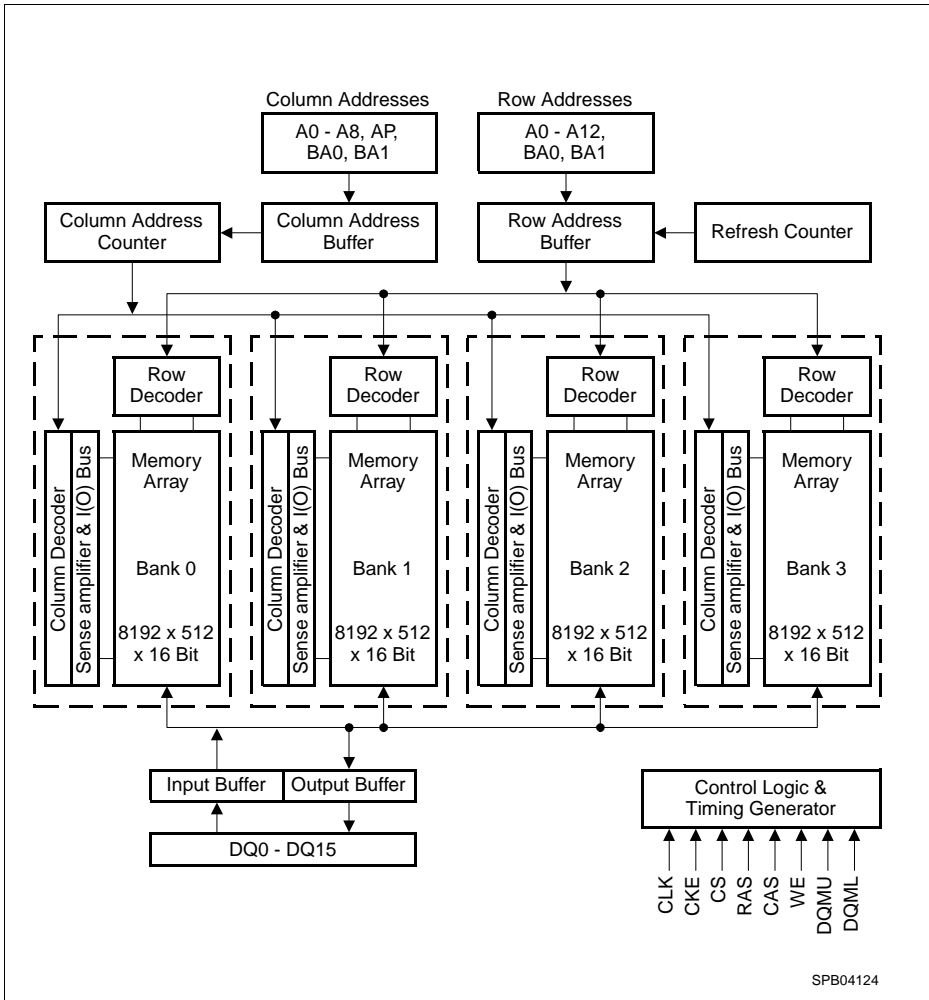 Column Addresses
Row Addresses
A0 - A8, AP,
BA0, BA1
A0 - A12,
BA0, BA1
Column Address
Counter
Column Address
Buffer
Row Address
Buffer
Refresh Counter
Row
Decoder
Row
Decoder
Row
Decoder
Row
Decoder
Column Decoder
Sense amplifier & I(O) Bus
Memory
Array
Bank 0
8192 x 512
x 16 Bit
Column Decoder
Sense amplifier & I(O) Bus
Memory
Array
Bank 1
8192 x 512
x 16 Bit
Column Decoder
Sense amplifier & I(O) Bus
Memory
Array
Bank 2
8192 x 512
x 16 Bit
Column Decoder
Sense amplifier & I(O) Bus
Memory
Array
Bank 3
8192 x 512
x 16 Bit
Input Buffer
Output Buffer
DQ0 - DQ15
Control Logic &
Timing Generator
CLK
CKE
CS
RAS
CAS
WE
DQMU
DQML
SPB04124